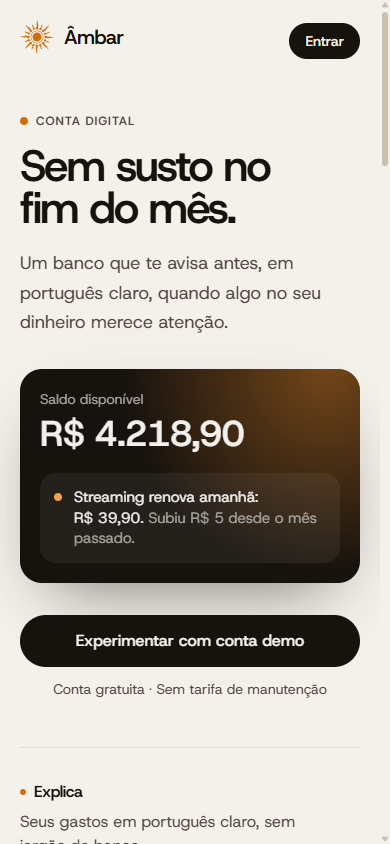 Âmbar
Entrar
CONTA DIGITAL
Sem susto no
fim do mês.
Um banco que te avisa antes, em
português claro, quando algo no seu
dinheiro merece atenção.
Saldo disponível
R$ 4.218,90
Streaming renova amanhã:
R$ 39,90. Subiu R$ 5 desde o mês
passado.
Experimentar com conta demo
Conta gratuita · Sem tarifa de manutenção
Explica
Seus gastos em português claro, sem
jargão de banco.